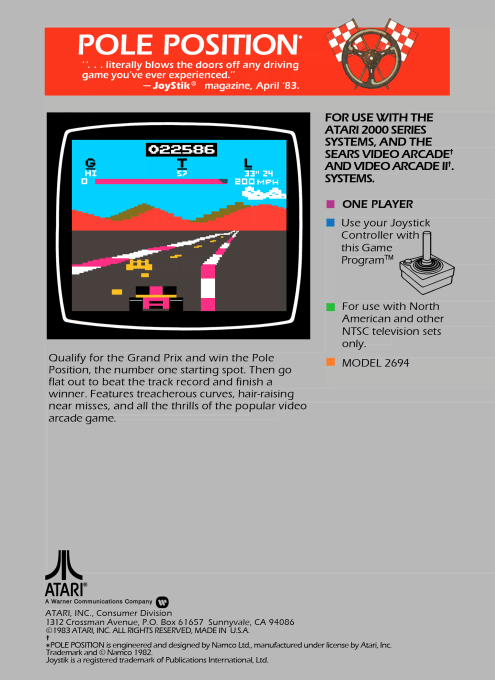 POLE POSITION*
". . . literally blows the doors off any driving
game you've ever experienced."
— JoyStik® magazine, April '83.
022586
G T L
HI 57 33" 24
0 200 MPH
FOR USE WITH THE
ATARI 2000 SERIES
SYSTEMS, AND THE
SEARS VIDEO ARCADE†
AND VIDEO ARCADE II†.
SYSTEMS.
ONE PLAYER
Use your Joystick
Controller with
this Game
Program™
For use with North
American and other
NTSC television sets
only.
MODEL 2694
Qualify for the Grand Prix and win the Pole
Position, the number one starting spot. Then go
flat out to beat the track record and finish a
winner. Features treacherous curves, hair-raising
near misses, and all the thrills of the popular video
arcade game.
ATARI®
A Warner Communications Company
ATARI, INC., Consumer Division
1312 Crossman Avenue, P.O. Box 61657 Sunnyvale, CA 94086
©1983 ATARI, INC. ALL RIGHTS RESERVED, MADE IN U.S.A.
†
*POLE POSITION is engineered and designed by Namco Ltd., manufactured under license by Atari, Inc.
Trademark and © Namco 1982.
Joystik is a registered trademark of Publications International, Ltd.